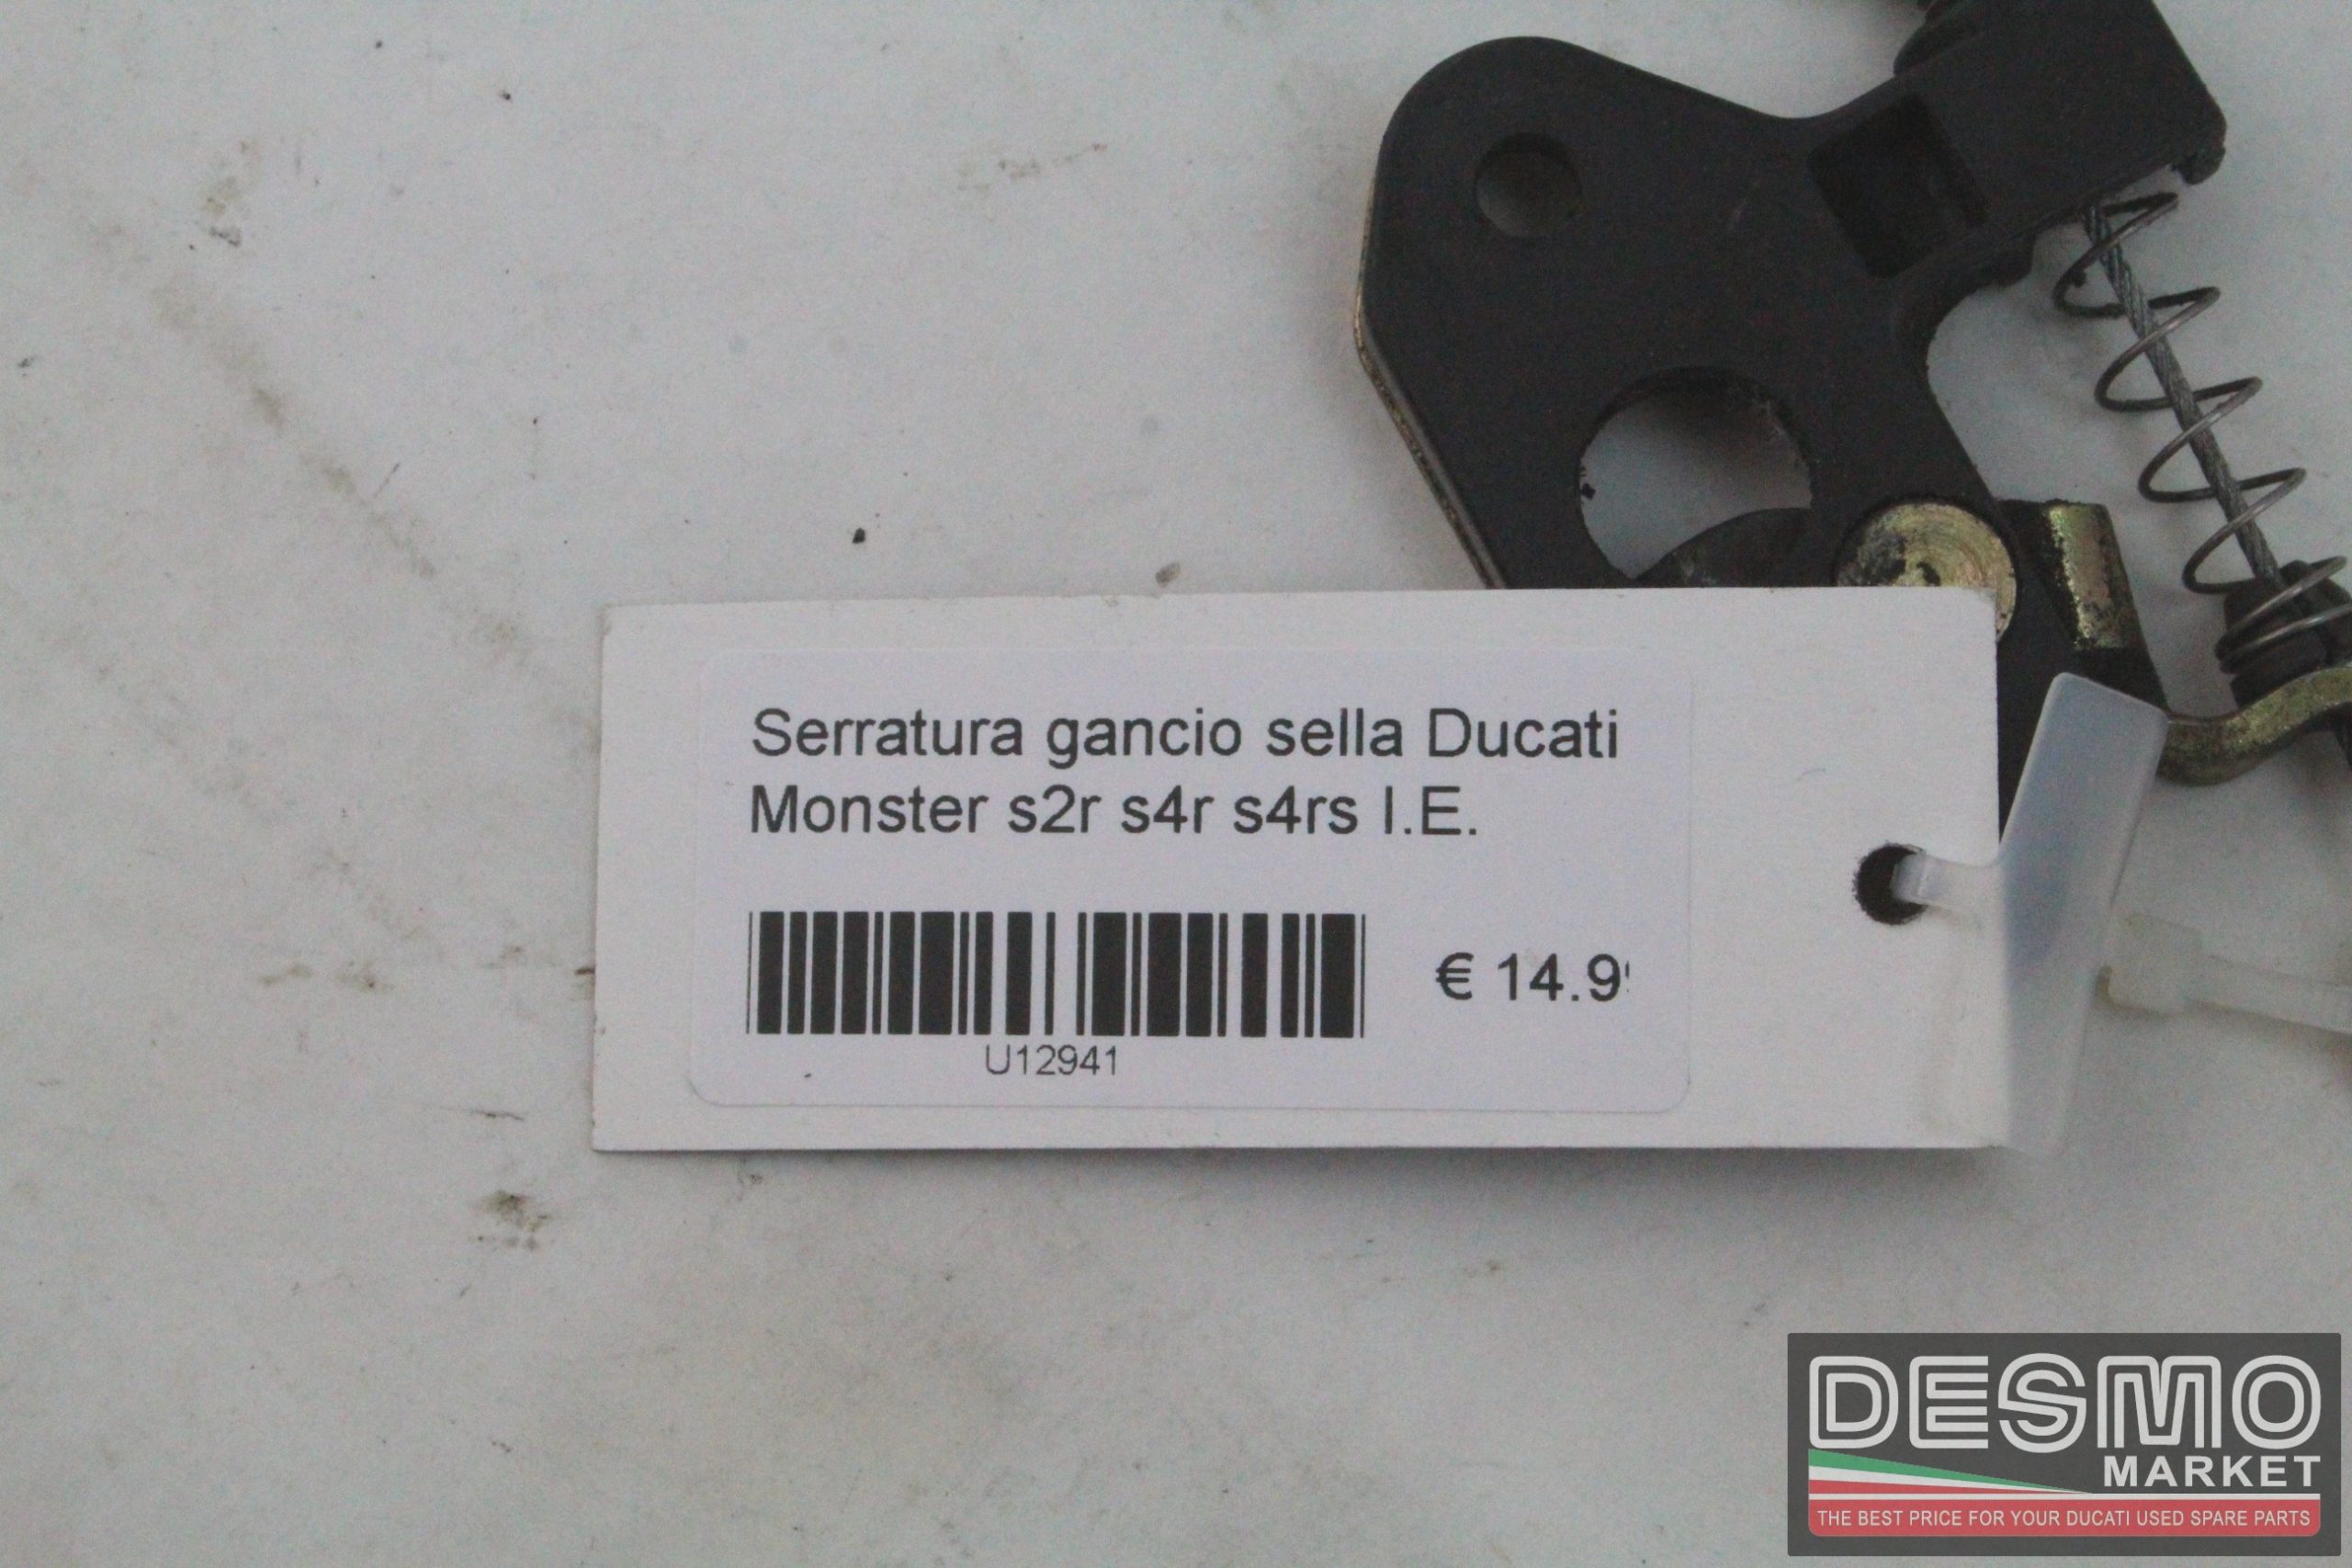 Serratura gancio sella Ducati
Monster s2r s4r s4rs I.E.
€ 14.9
U12941
DESMO
MARKET
THE BEST PRICE FOR YOUR DUCATI USED SPARE PARTS